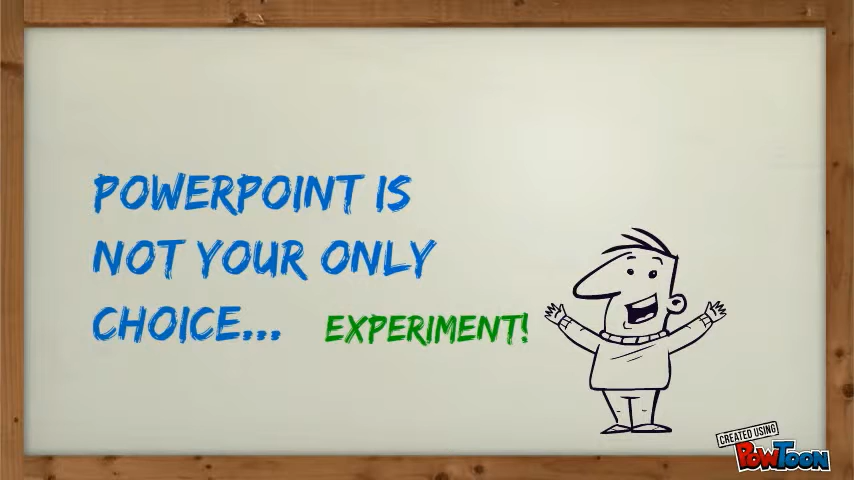 POWERPOINT IS
NOT YOUR ONLY
CHOICE... EXPERIMENT!
CREATED USING
POWTOON